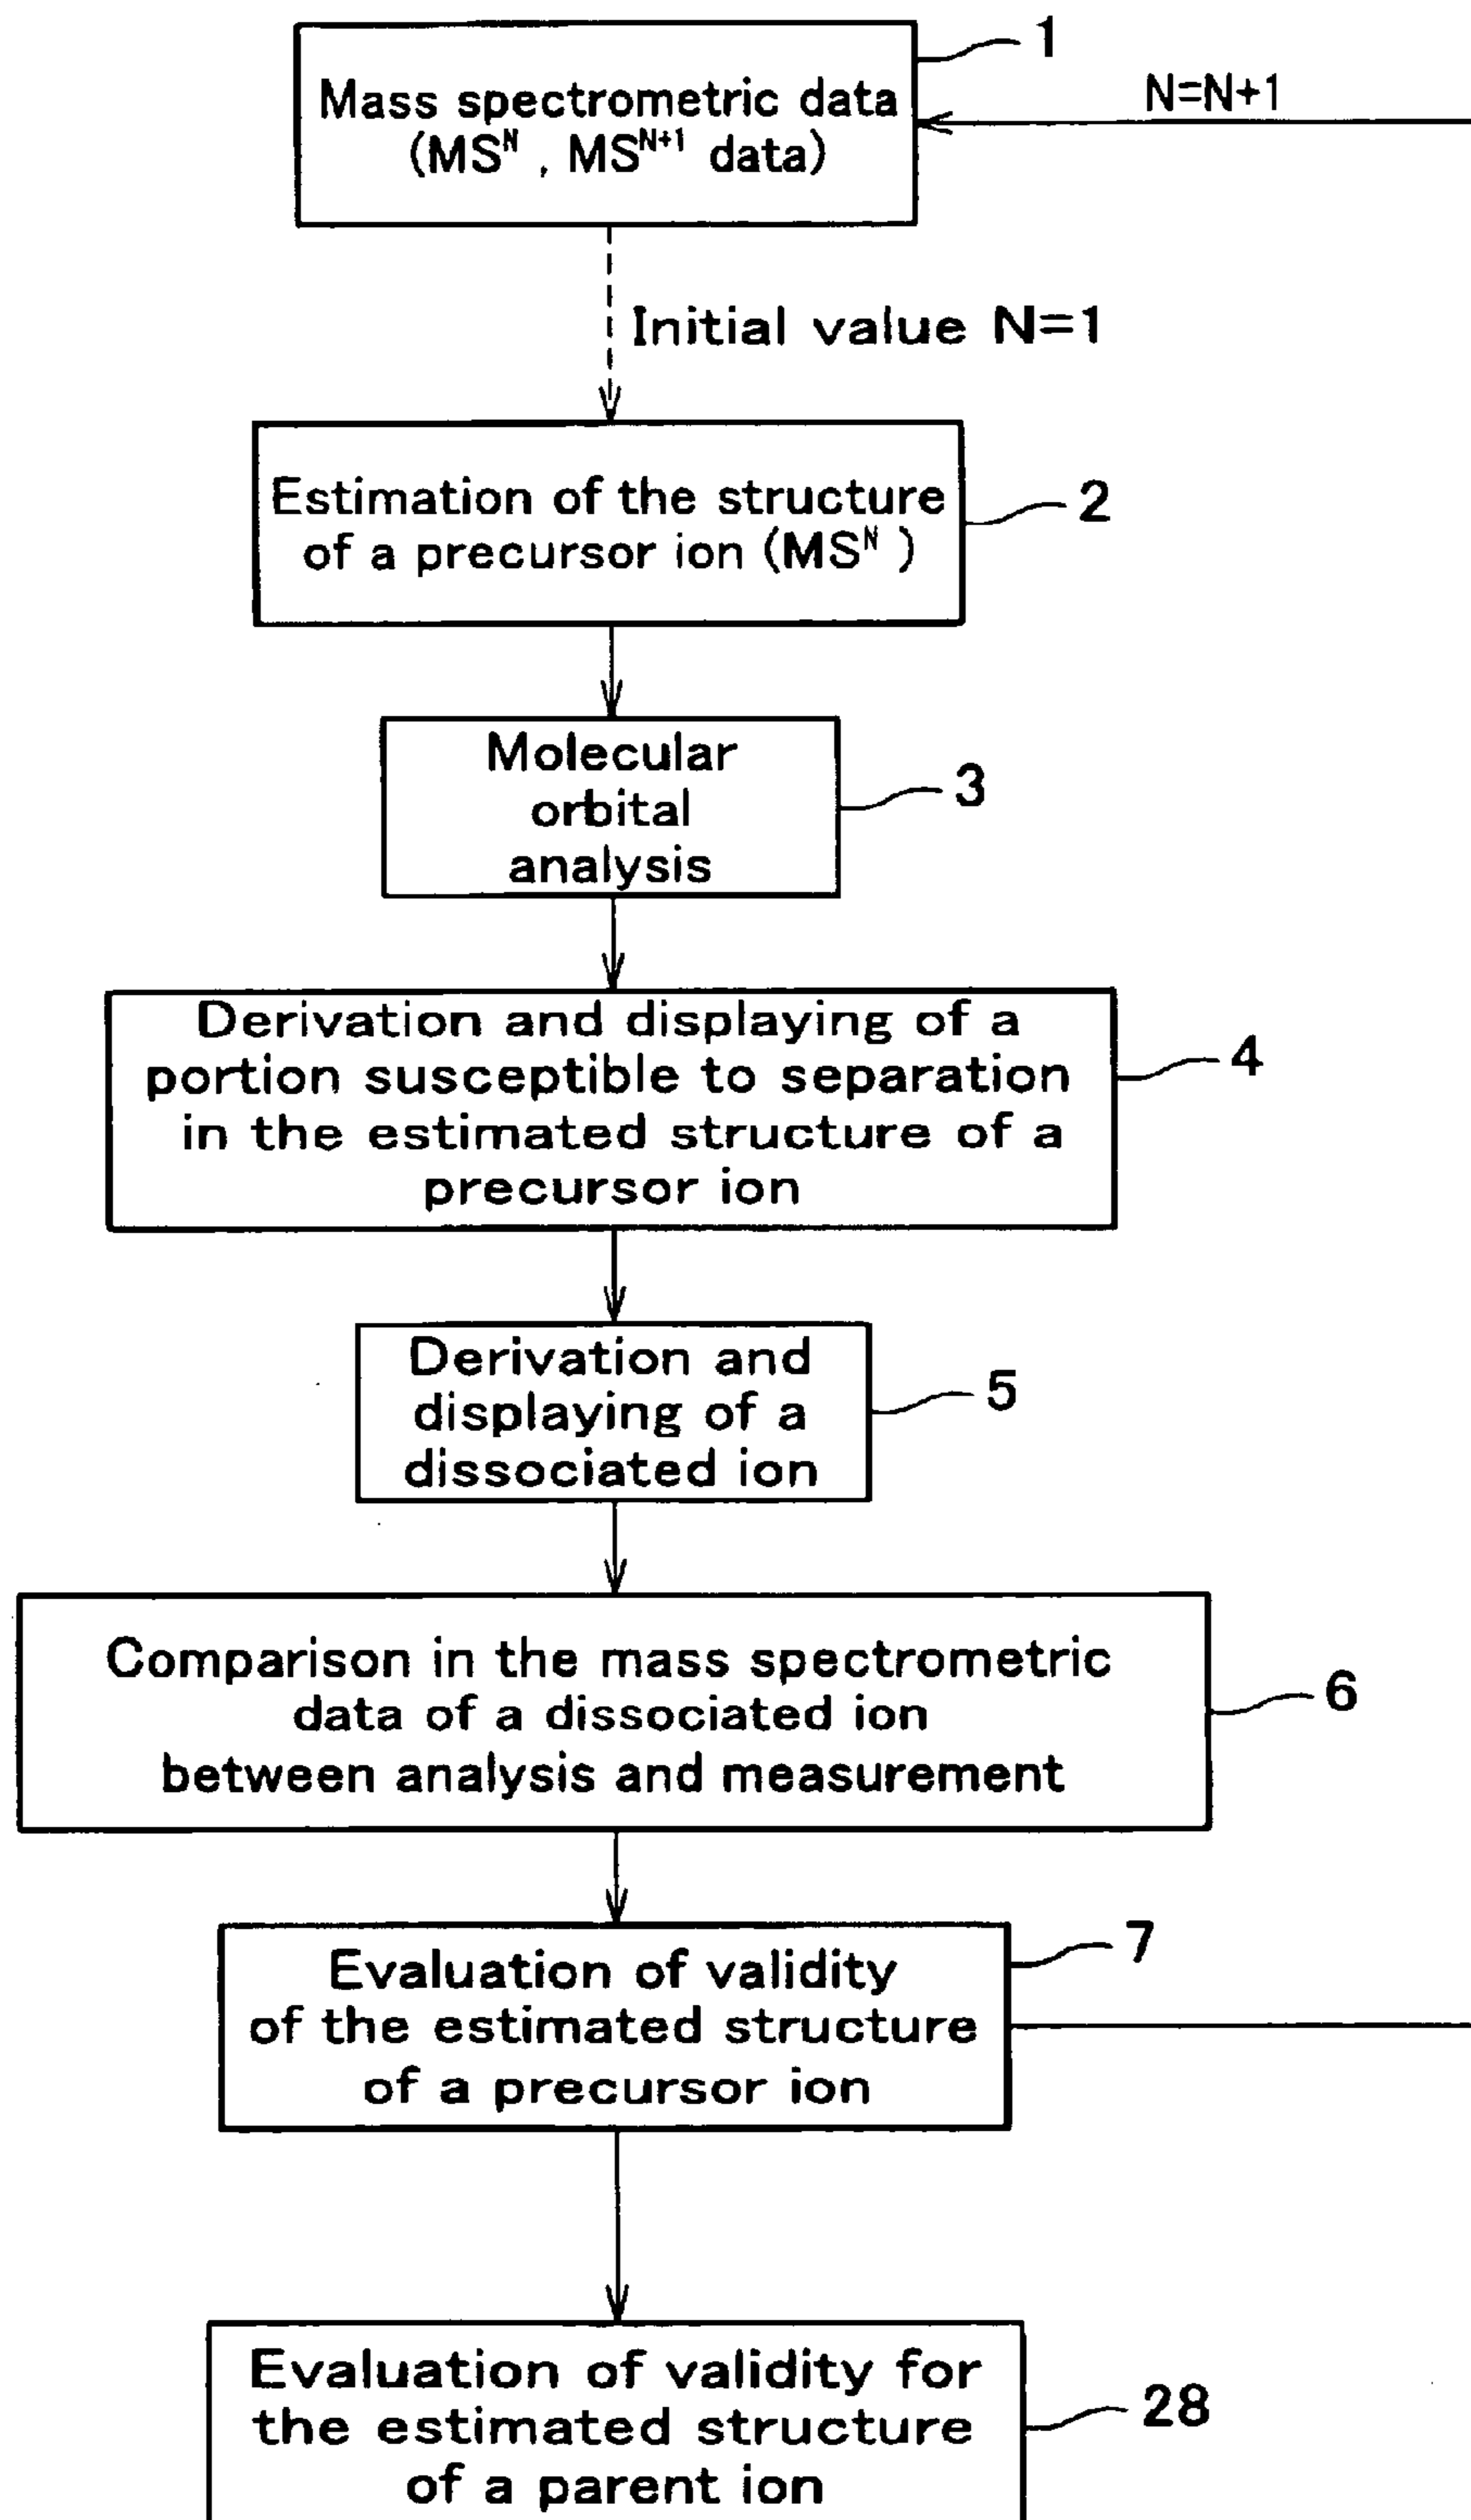 1
Mass spectrometric data
(MS^N , MS^N+1 data)
N=N+1
Initial value N=1
Estimation of the structure
of a precursor ion (MS^N )
2
Molecular
orbital
analysis
3
Derivation and displaying of a
portion susceptible to separation
in the estimated structure of a
precursor ion
4
Derivation and
displaying of a
dissociated ion
5
Comparison in the mass spectrometric
data of a dissociated ion
between analysis and measurement
6
Evaluation of validity
of the estimated structure
of a precursor ion
7
Evaluation of validity for
the estimated structure
of a parent ion
28